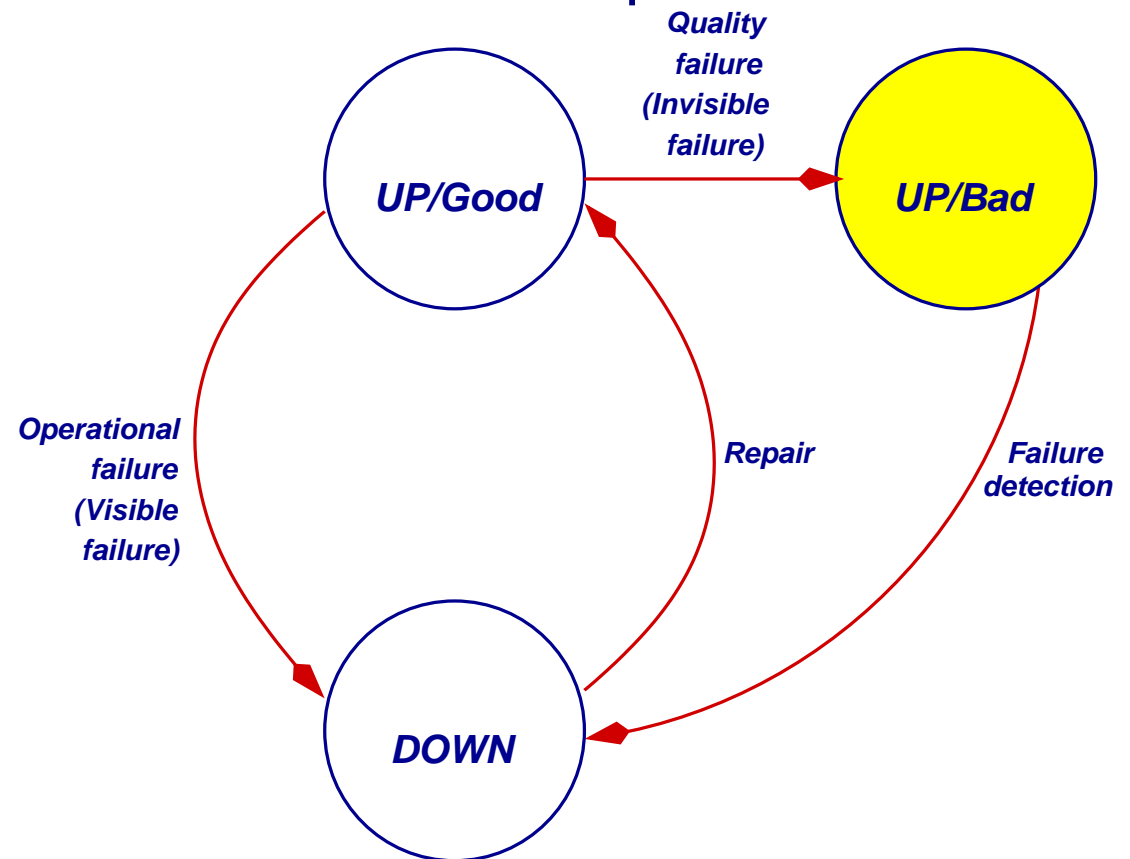 Quality
failure
(Invisible
failure)
UP/Good
UP/Bad
Operational
failure
(Visible
failure)
Repair
Failure
detection
DOWN